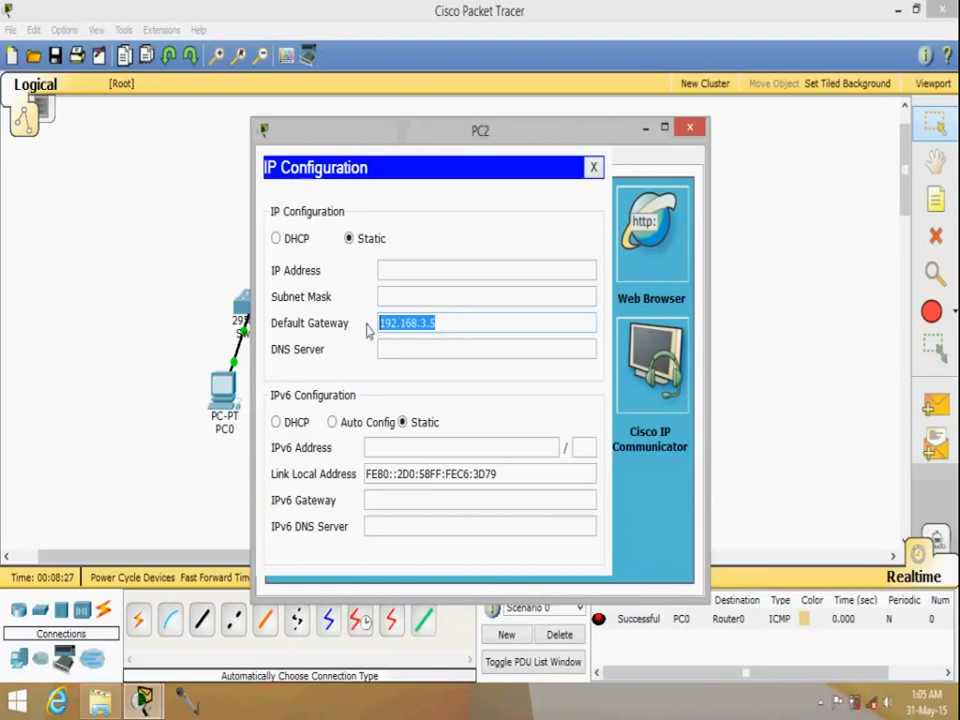 Cisco Packet Tracer
File Edit Options View Tools Extensions Help
Logical [Root] New Cluster Move Object Set Tiled Background Viewport
PC2
IP Configuration X
IP Configuration
DHCP Static
IP Address
Subnet Mask
Default Gateway 192.168.3.5
DNS Server
IPv6 Configuration
DHCP Auto Config Static
IPv6 Address /
Link Local Address FE80::2D0:58FF:FEC6:3D79
IPv6 Gateway
IPv6 DNS Server
http:
Web Browser
Cisco IP
Communicator
29
PC-PT
PC0
Time: 00:08:27 Power Cycle Devices Fast Forward Tim
Realtime
Scenario 0
New Delete
Toggle PDU List Window
Destination Type Color Time (sec) Periodic Num
Successful PC0 Router0 ICMP 0.000 N 0
Connections
Automatically Choose Connection Type
1:05 AM
31-May-15